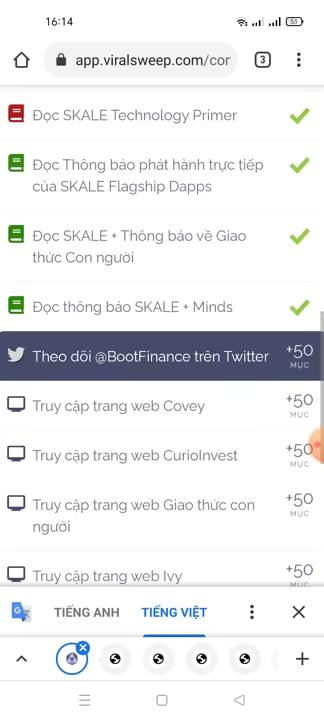 16:14
53
app.viralsweep.com/cor
3
Đọc SKALE Technology Primer
Đọc Thông báo phát hành trực tiếp
của SKALE Flagship Dapps
Đọc SKALE + Thông báo về Giao
thức Con người
Đọc thông báo SKALE + Minds
Theo dõi @BootFinance trên Twitter
+50
MỤC
Truy cập trang web Covey
+50
MỤC
Truy cập trang web CurioInvest
+50
MỤC
Truy cập trang web Giao thức con
người
+50
MỤC
Truy cập trang web Ivy
+50
MỤC
TIẾNG ANH
TIẾNG VIỆT